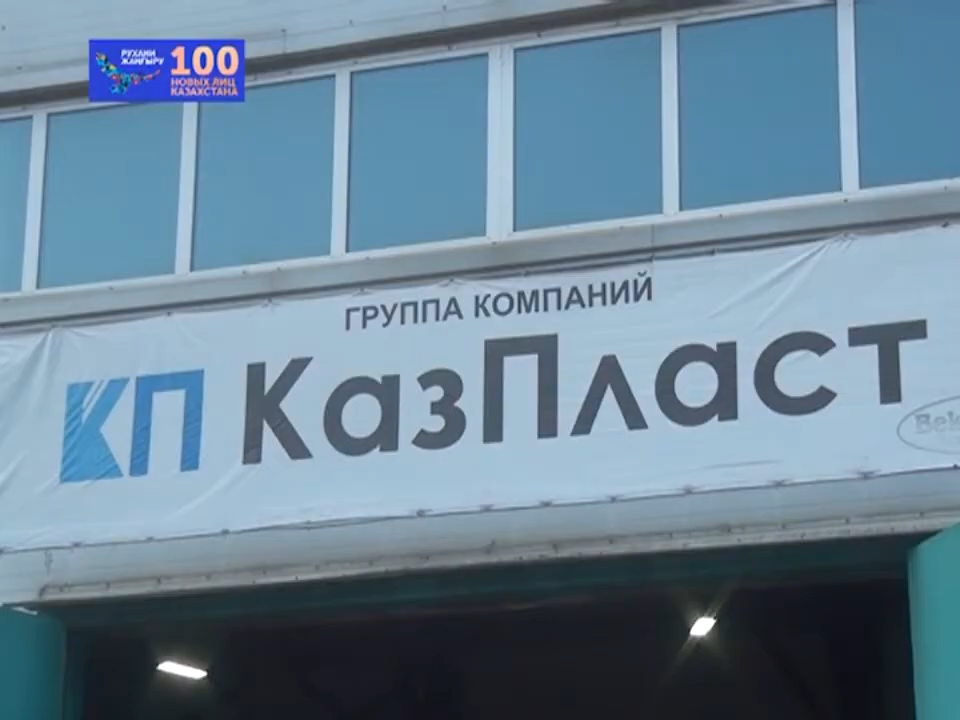 РУХАНИ
ЖАҢҒЫРУ
100
НОВЫХ ЛИЦ
КАЗАХСТАНА
ГРУППА КОМПАНИЙ
КП КазПласт